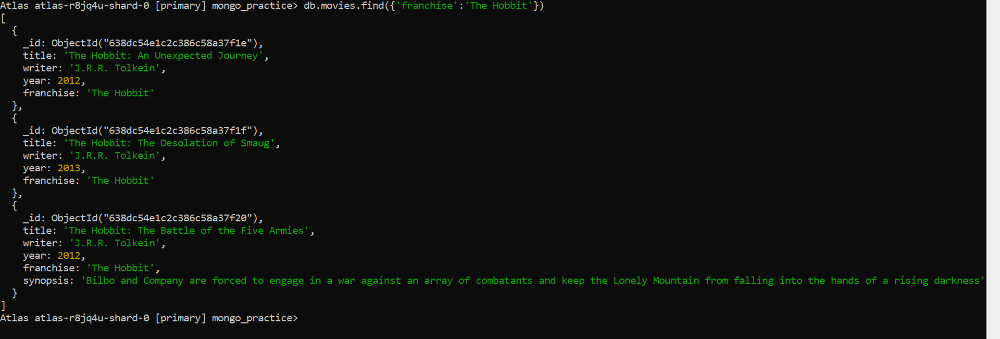 Atlas atlas-r8jq4u-shard-0 [primary] mongo_practice> db.movies.find({'franchise':'The Hobbit'})
[
  {
    _id: ObjectId("638dc54e1c2c386c58a37f1e"),
    title: 'The Hobbit: An Unexpected Journey',
    writer: 'J.R.R. Tolkein',
    year: 2012,
    franchise: 'The Hobbit'
  },
  {
    _id: ObjectId("638dc54e1c2c386c58a37f1f"),
    title: 'The Hobbit: The Desolation of Smaug',
    writer: 'J.R.R. Tolkein',
    year: 2013,
    franchise: 'The Hobbit'
  },
  {
    _id: ObjectId("638dc54e1c2c386c58a37f20"),
    title: 'The Hobbit: The Battle of the Five Armies',
    writer: 'J.R.R. Tolkein',
    year: 2012,
    franchise: 'The Hobbit',
    synopsis: 'Bilbo and Company are forced to engage in a war against an array of combatants and keep the Lonely Mountain from falling into the hands of a rising darkness'
  }
]
Atlas atlas-r8jq4u-shard-0 [primary] mongo_practice>